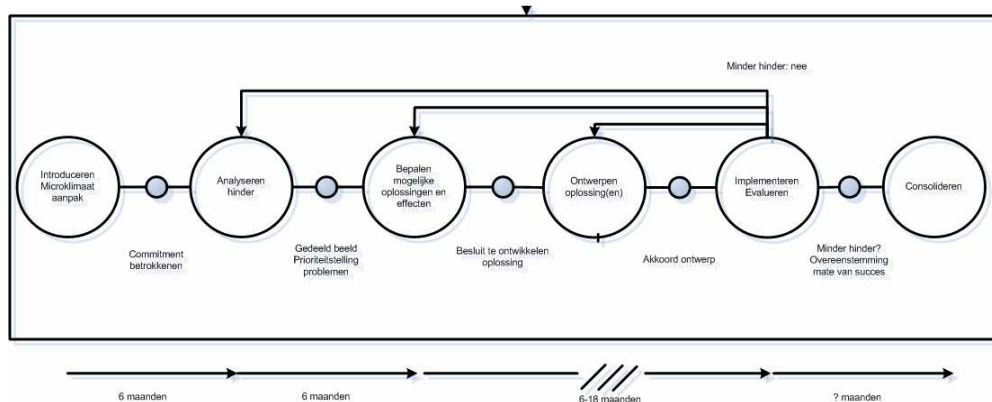 Minder hinder: nee
Introduceren
Microklimaat
aanpak
Analyseren
hinder
Bepalen
mogelijke
oplossingen en
effecten
Ontwerpen
oplossing(en)
Implementeren
Evalueren
Consolideren
Commitment
betrokkenen
Gedeeld beeld
Prioriteitstelling
problemen
Besluit te ontwikkelen
oplossing
Akkoord ontwerp
Minder hinder?
Overeenstemming
mate van succes
6 maanden
6 maanden
6-18 maanden
? maanden